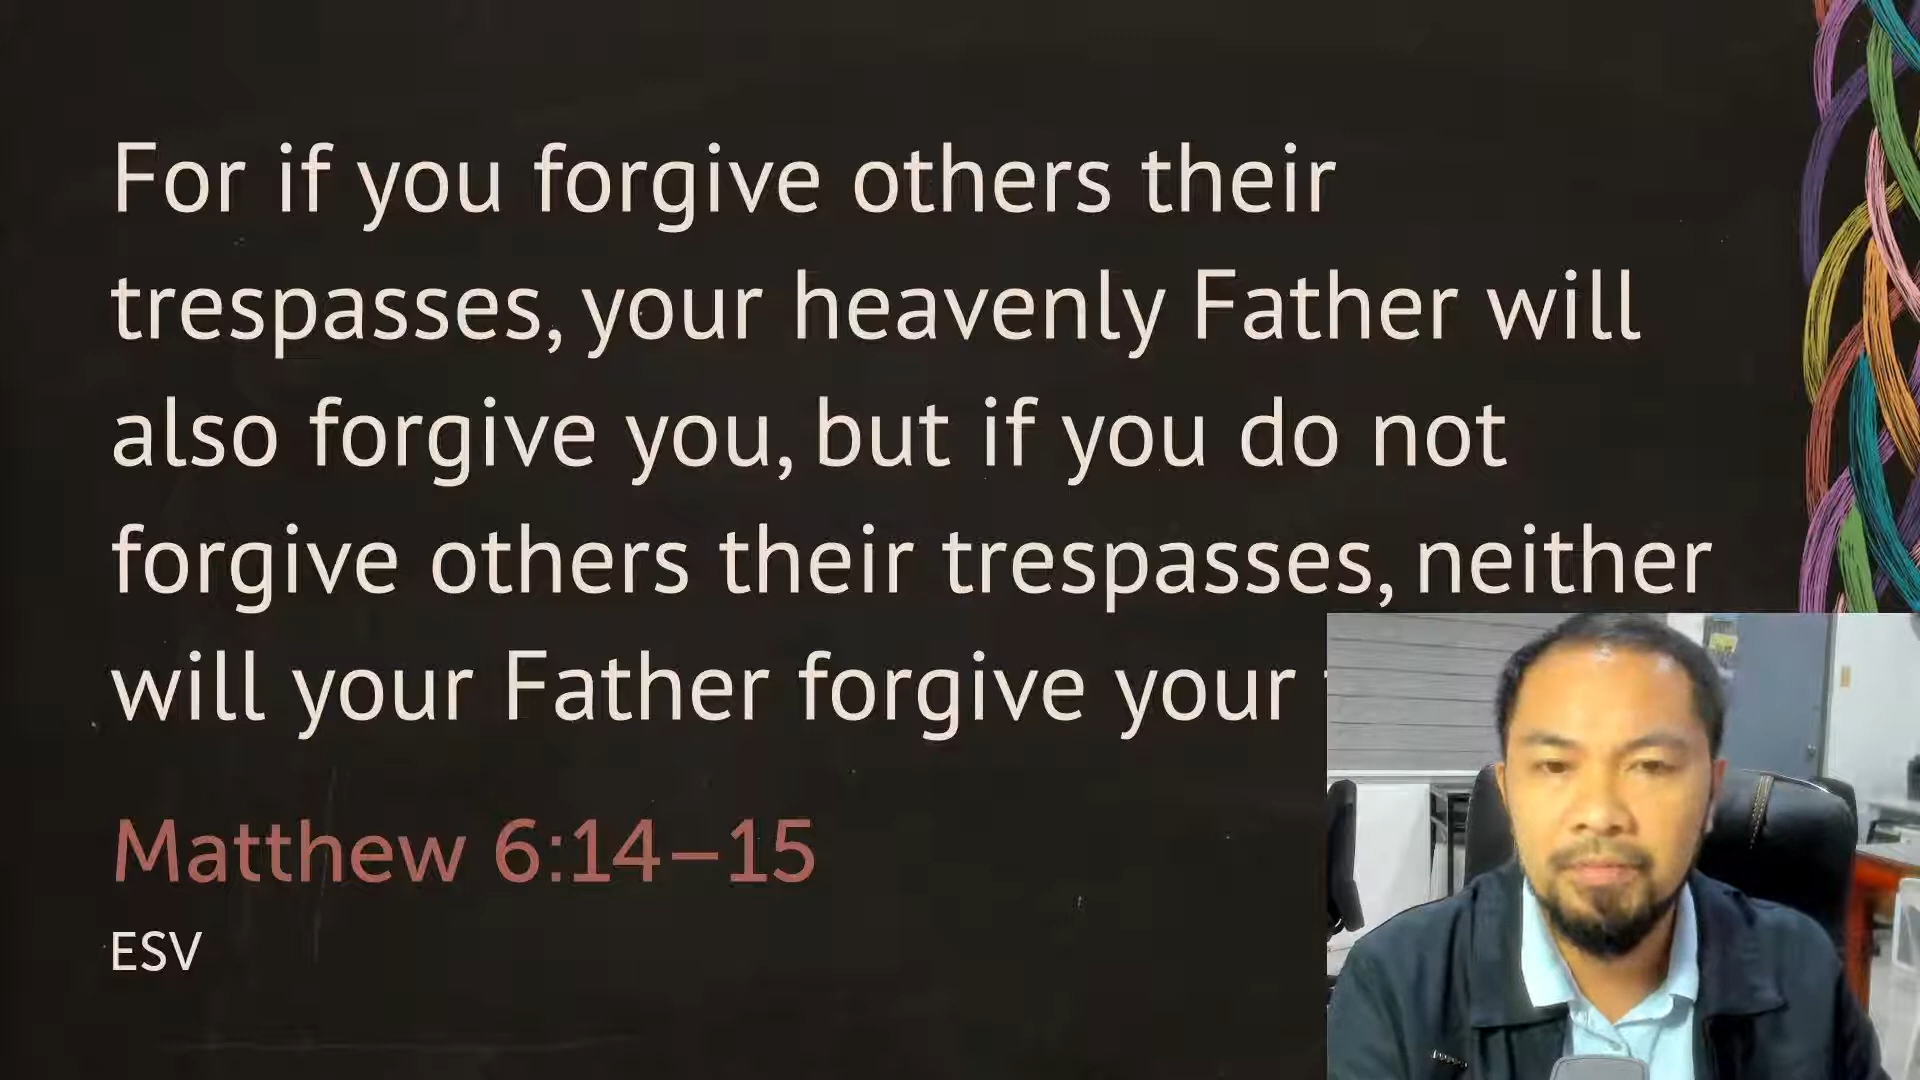 For if you forgive others their
trespasses, your heavenly Father will
also forgive you, but if you do not
forgive others their trespasses, neither
will your Father forgive your
Matthew 6:14–15
ESV